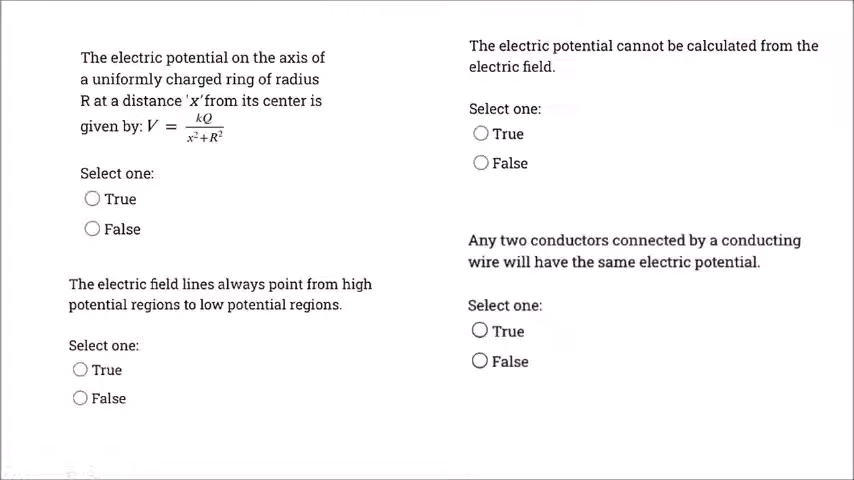 The electric potential on the axis of
a uniformly charged ring of radius
R at a distance 'x' from its center is
given by: V = kQ / x² + R²
Select one:
True
False
The electric field lines always point from high
potential regions to low potential regions.
Select one:
True
False
The electric potential cannot be calculated from the
electric field.
Select one:
True
False
Any two conductors connected by a conducting
wire will have the same electric potential.
Select one:
True
False